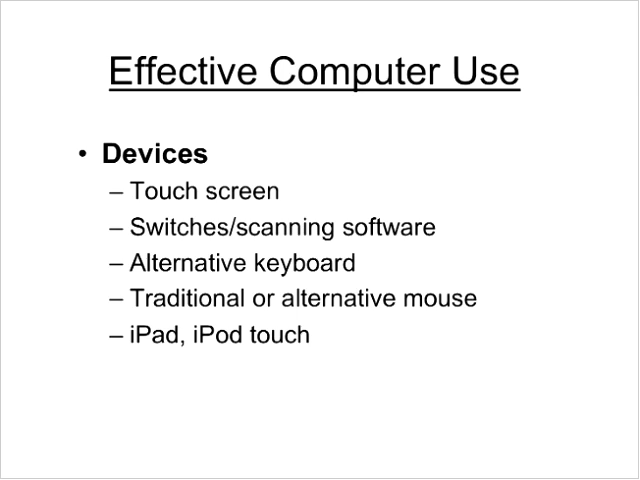 Effective Computer Use
• Devices
– Touch screen
– Switches/scanning software
– Alternative keyboard
– Traditional or alternative mouse
– iPad, iPod touch